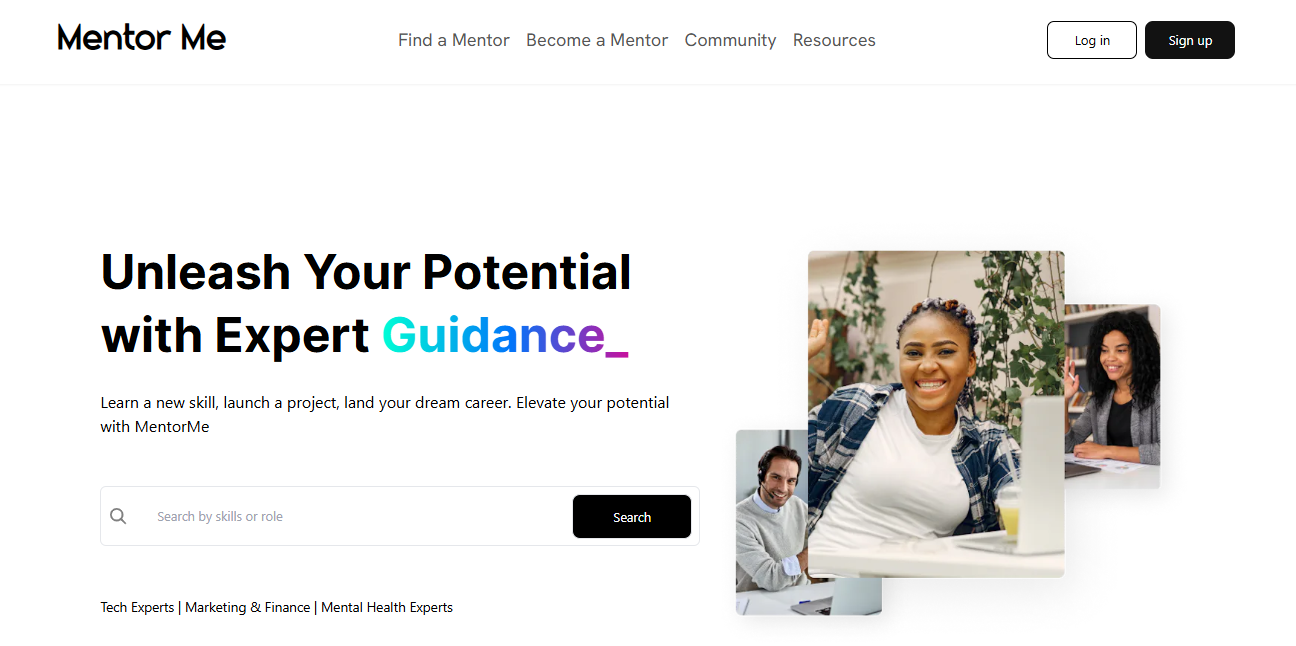 Mentor Me
Find a Mentor Become a Mentor Community Resources
Log in
Sign up
Unleash Your Potential
with Expert Guidance_
Learn a new skill, launch a project, land your dream career. Elevate your potential
with MentorMe
Search by skills or role
Search
Tech Experts | Marketing & Finance | Mental Health Experts